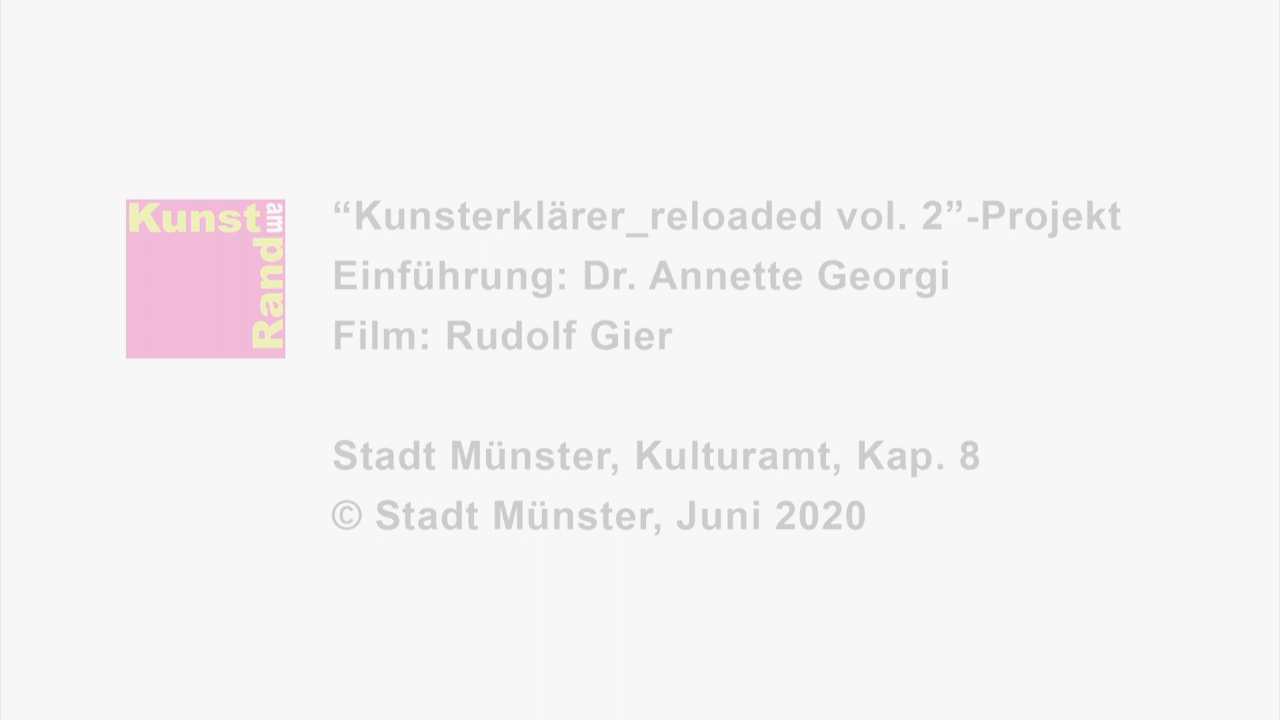 Kunst
am
Rand
“Kunsterklärer_reloaded vol. 2”-Projekt
Einführung: Dr. Annette Georgi
Film: Rudolf Gier
Stadt Münster, Kulturamt, Kap. 8
© Stadt Münster, Juni 2020